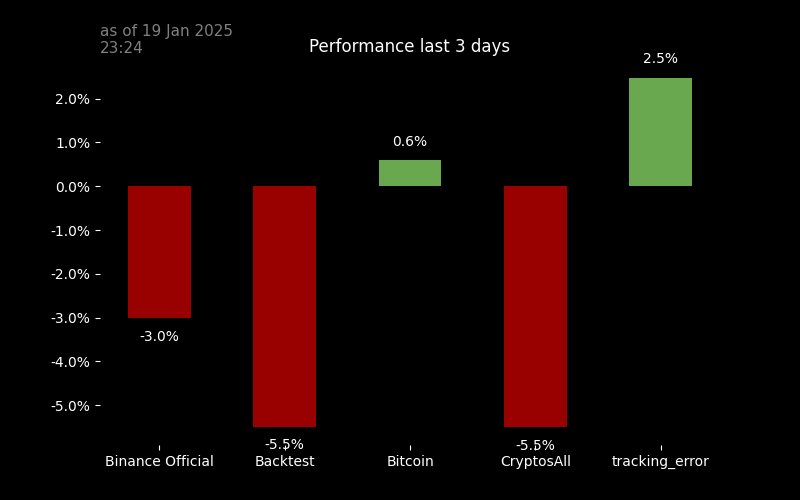 as of 19 Jan 2025
23:24
Performance last 3 days
2.5%
2.0%
1.0%
0.6%
0.0%
-1.0%
-2.0%
-3.0%
-3.0%
-4.0%
-5.0%
-5.5%
-5.5%
Binance Official
Backtest
Bitcoin
CryptosAll
tracking_error